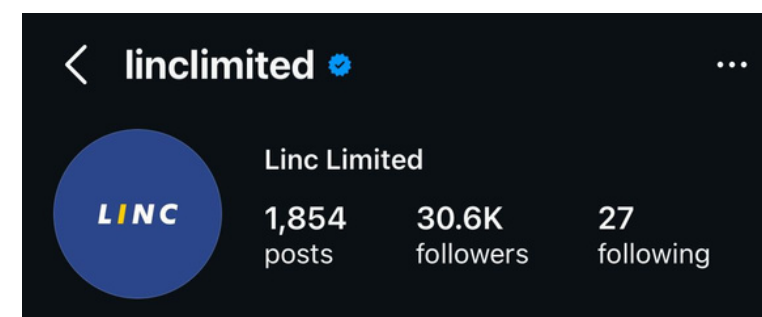 linclimited
Linc Limited
LINC
1,854 30.6K 27
posts followers following